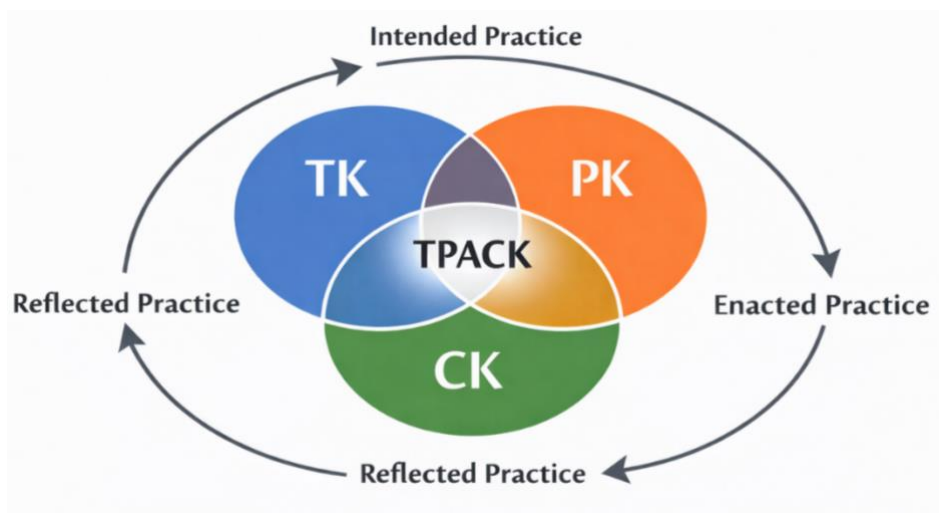 Intended Practice
TK
PK
TPACK
Reflected Practice
Enacted Practice
CK
Reflected Practice